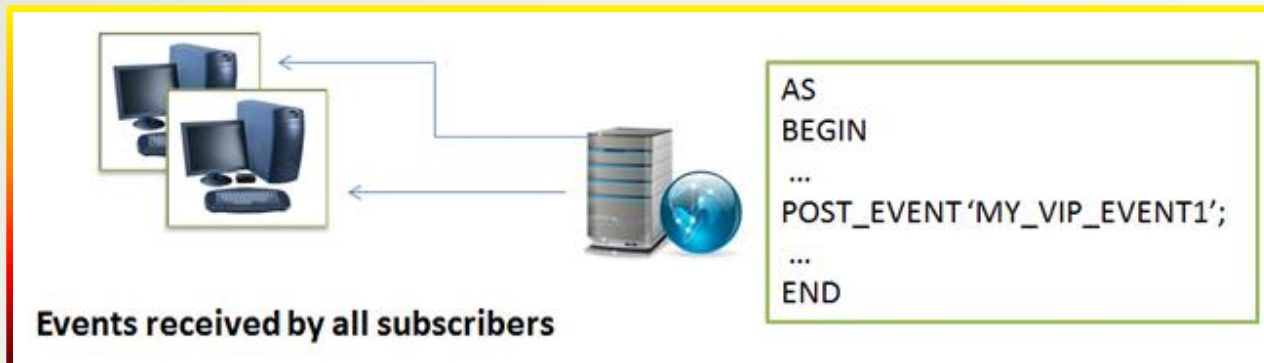 AS
BEGIN
...
POST_EVENT ‘MY_VIP_EVENT1’;
...
END
Events received by all subscribers